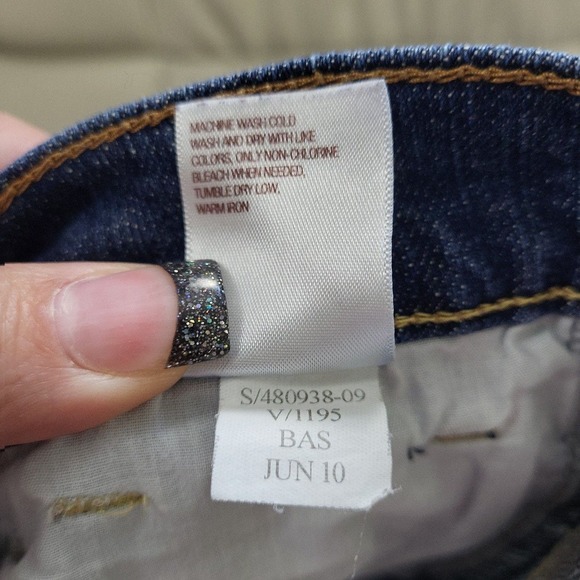 MACHINE WASH COLD
WASH AND DRY WITH LIKE
COLORS, ONLY NON-CHLORINE
BLEACH WHEN NEEDED,
TUMBLE DRY LOW,
WARM IRON
S/480938-09
V/1195
BAS
JUN 10